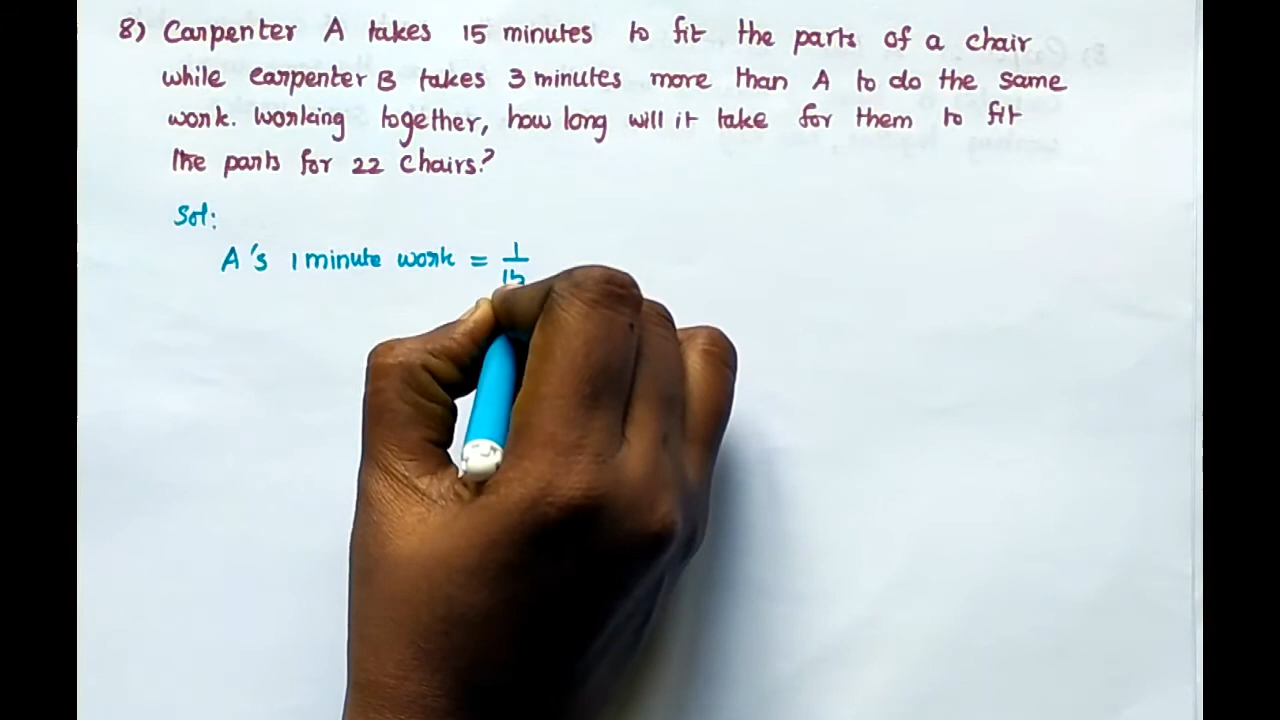 8) Carpenter A takes 15 minutes to fit the parts of a chair
while carpenter B takes 3 minutes more than A to do the same
work. Working together, how long will it take for them to fit
the parts for 22 chairs?
Sol:
A's 1 minute work = 1/15